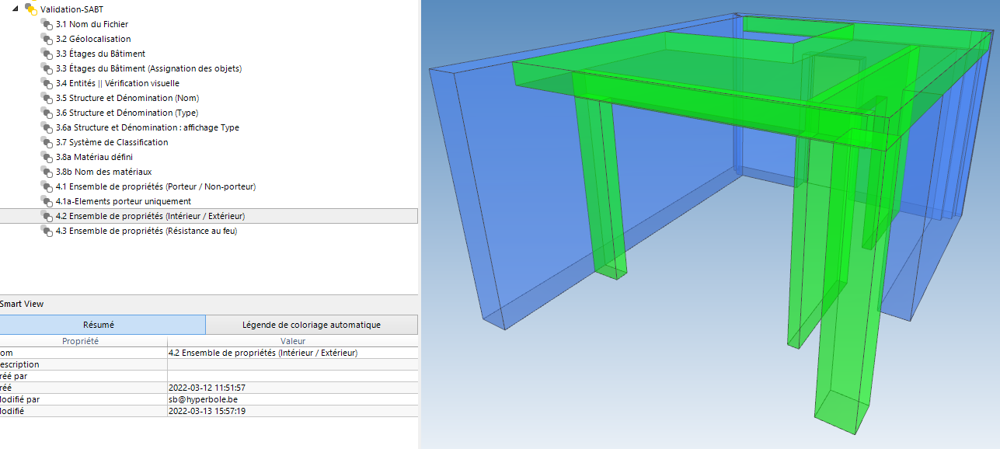 Validation-SABT
3.1 Nom du Fichier
3.2 Géolocalisation
3.3 Étages du Bâtiment
3.3 Étages du Bâtiment (Assignation des objets)
3.4 Entités || Vérification visuelle
3.5 Structure et Dénomination (Nom)
3.6 Structure et Dénomination (Type)
3.6a Structure et Dénomination : affichage Type
3.7 Système de Classification
3.8a Matériau défini
3.8b Nom des matériaux
4.1 Ensemble de propriétés (Porteur / Non-porteur)
4.1a-Elements porteur uniquement
4.2 Ensemble de propriétés (Intérieur / Extérieur)
4.3 Ensemble de propriétés (Résistance au feu)
Smart View
Résumé Légende de coloriage automatique
Propriété Valeur
om 4.2 Ensemble de propriétés (Intérieur / Extérieur)
escription
réé par
réé 2022-03-12 11:51:57
lodifié par sb@hyperbole.be
lodifié 2022-03-13 15:57:19